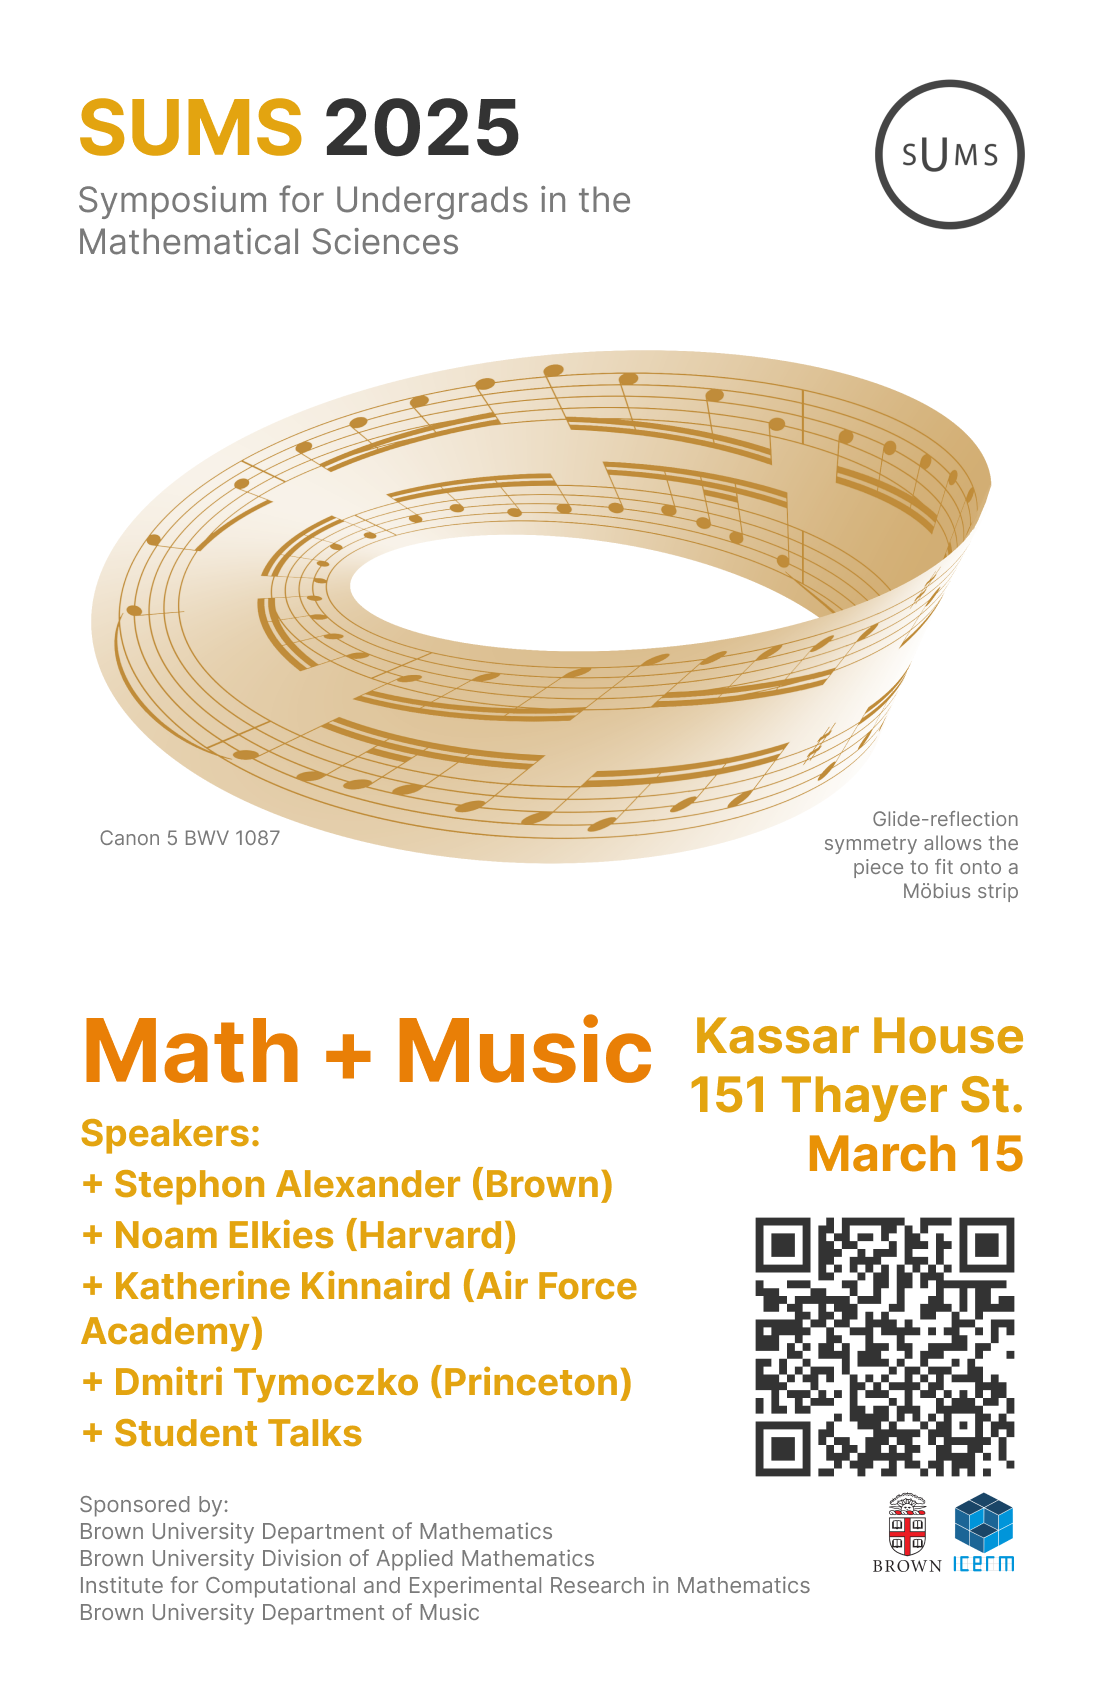 SUMS 2025
Symposium for Undergrads in the
Mathematical Sciences
SUMS
Canon 5 BWV 1087
Glide-reflection
symmetry allows the
piece to fit onto a
Möbius strip
Math + Music
Speakers:
+ Stephon Alexander (Brown)
+ Noam Elkies (Harvard)
+ Katherine Kinnaird (Air Force
Academy)
+ Dmitri Tymoczko (Princeton)
+ Student Talks
Kassar House
151 Thayer St.
March 15
Sponsored by:
Brown University Department of Mathematics
Brown University Division of Applied Mathematics
Institute for Computational and Experimental Research in Mathematics
Brown University Department of Music
BROWN
icerm